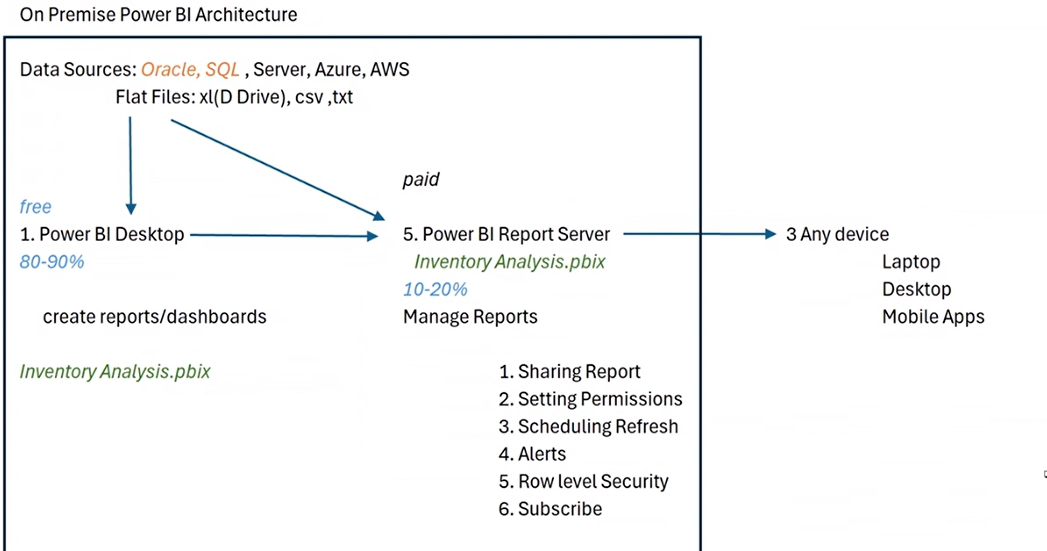 On Premise Power BI Architecture
Data Sources: Oracle, SQL , Server, Azure, AWS
Flat Files: xl(D Drive), csv ,txt
paid
free
1. Power BI Desktop
5. Power BI Report Server
3 Any device
80-90%
Inventory Analysis.pbix
Laptop
10-20%
Desktop
create reports/dashboards
Manage Reports
Mobile Apps
Inventory Analysis.pbix
1. Sharing Report
2. Setting Permissions
3. Scheduling Refresh
4. Alerts
5. Row level Security
6. Subscribe